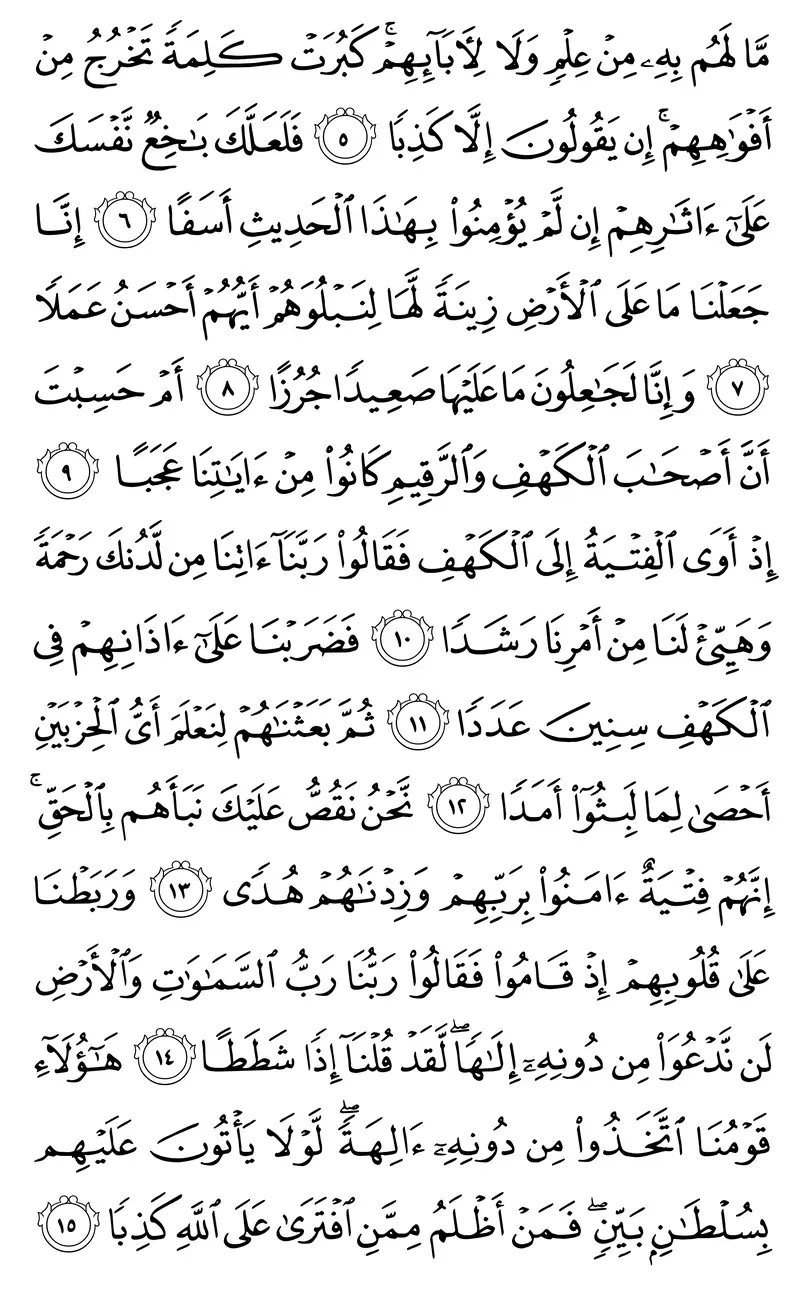 مَّا لَهُم بِهِۦ مِنْ عِلْمٍ وَلَا لِأٓبَآئِهِمْ ۚ كَبُرَتْ كَلِمَةً تَخْرُجُ مِنْ
أَفْوَٰهِهِمْ ۚ إِن يَقُولُونَ إِلَّا كَذِبًا ٥ فَلَعَلَّكَ بَٰخِعٌ نَّفْسَكَ
عَلَىٰٓ ءَاثَٰرِهِمْ إِن لَّمْ يُؤْمِنُوا۟ بِهَٰذَا ٱلْحَدِيثِ أَسَفًا ٦ إِنَّا
جَعَلْنَا مَا عَلَى ٱلْأَرْضِ زِينَةً لَّهَا لِنَبْلُوَهُمْ أَيُّهُمْ أَحْسَنُ عَمَلًا
٧ وَإِنَّا لَجَٰعِلُونَ مَا عَلَيْهَا صَعِيدًا جُرُزًا ٨ أَمْ حَسِبْتَ
أَنَّ أَصْحَٰبَ ٱلْكَهْفِ وَٱلرَّقِيمِ كَانُوا۟ مِنْ ءَايَٰتِنَا عَجَبًا ٩
إِذْ أَوَى ٱلْفِتْيَةُ إِلَى ٱلْكَهْفِ فَقَالُوا۟ رَبَّنَآ ءَاتِنَا مِن لَّدُنكَ رَحْمَةً
وَهَيِّئْ لَنَا مِنْ أَمْرِنَا رَشَدًا ١٠ فَضَرَبْنَا عَلَىٰٓ ءَاذَانِهِمْ فِى
ٱلْكَهْفِ سِنِينَ عَدَدًا ١١ ثُمَّ بَعَثْنَٰهُمْ لِنَعْلَمَ أَىُّ ٱلْحِزْبَيْنِ
أَحْصَىٰ لِمَا لَبِثُوٓا۟ أَمَدًا ١٢ نَّحْنُ نَقُصُّ عَلَيْكَ نَبَأَهُم بِٱلْحَقِّ ۚ
إِنَّهُمْ فِتْيَةٌ ءَامَنُوا۟ بِرَبِّهِمْ وَزِدْنَٰهُمْ هُدًى ١٣ وَرَبَطْنَا
عَلَىٰ قُلُوبِهِمْ إِذْ قَامُوا۟ فَقَالُوا۟ رَبُّنَا رَبُّ ٱلسَّمَٰوَٰتِ وَٱلْأَرْضِ
لَن نَّدْعُوَا۟ مِن دُونِهِۦٓ إِلَٰهًا ۖ لَّقَدْ قُلْنَآ إِذًا شَطَطًا ١٤ هَٰٓؤُلَآءِ
قَوْمُنَا ٱتَّخَذُوا۟ مِن دُونِهِۦٓ ءَالِهَةً ۖ لَّوْلَا يَأْتُونَ عَلَيْهِم
بِسُلْطَٰنٍۭ بَيِّنٍ ۖ فَمَنْ أَظْلَمُ مِمَّنِ ٱفْتَرَىٰ عَلَى ٱللَّهِ كَذِبًا ١٥